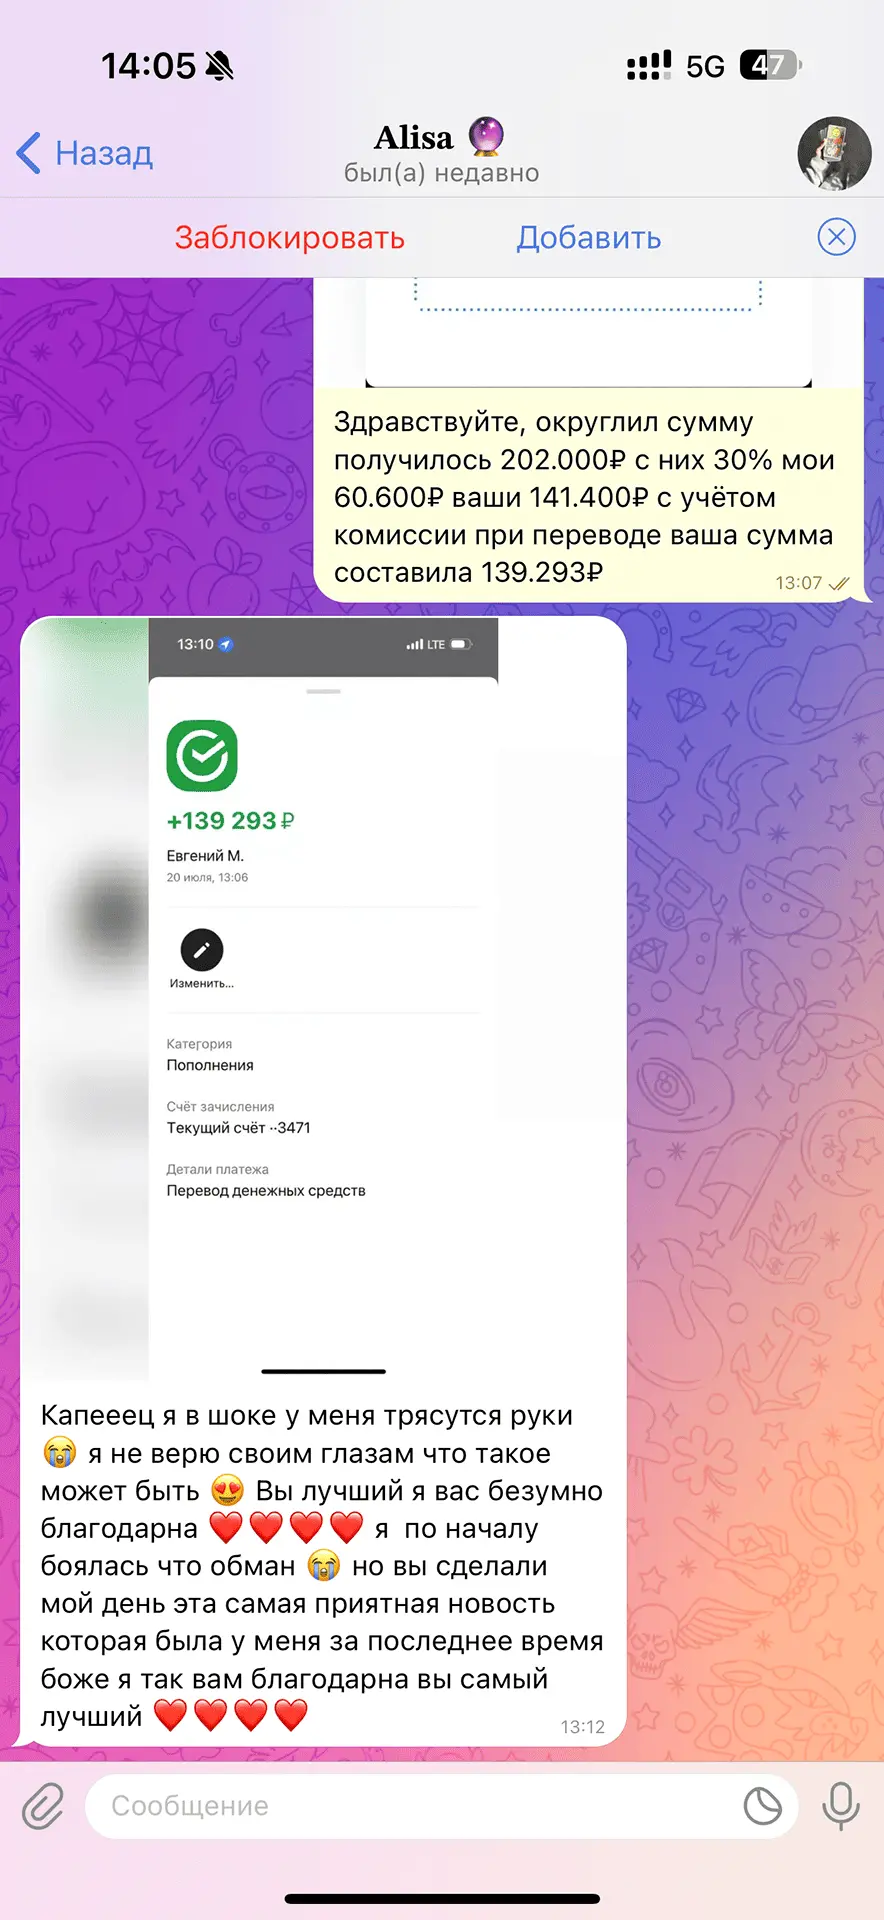 14:05
5G 47
Назад
Alisa 🔮
был(а) недавно
Заблокировать Добавить
Здравствуйте, округлил сумму
получилось 202.000₽ с них 30% мои
60.600₽ ваши 141.400₽ с учётом
комиссии при переводе ваша сумма
составила 139.293₽
13:07
13:10 LTE
+139 293 ₽
Евгений М.
20 июля, 13:06
Изменить...
Категория
Пополнения
Счёт зачисления
Текущий счёт ··3471
Детали платежа
Перевод денежных средств
Капееец я в шоке у меня трясутся руки
😭 я не верю своим глазам что такое
может быть 😍 Вы лучший я вас безумно
благодарна ❤️❤️❤️❤️ я по началу
боялась что обман 😭 но вы сделали
мой день эта самая приятная новость
которая была у меня за последнее время
боже я так вам благодарна вы самый
лучший ❤️❤️❤️❤️
13:12
Сообщение